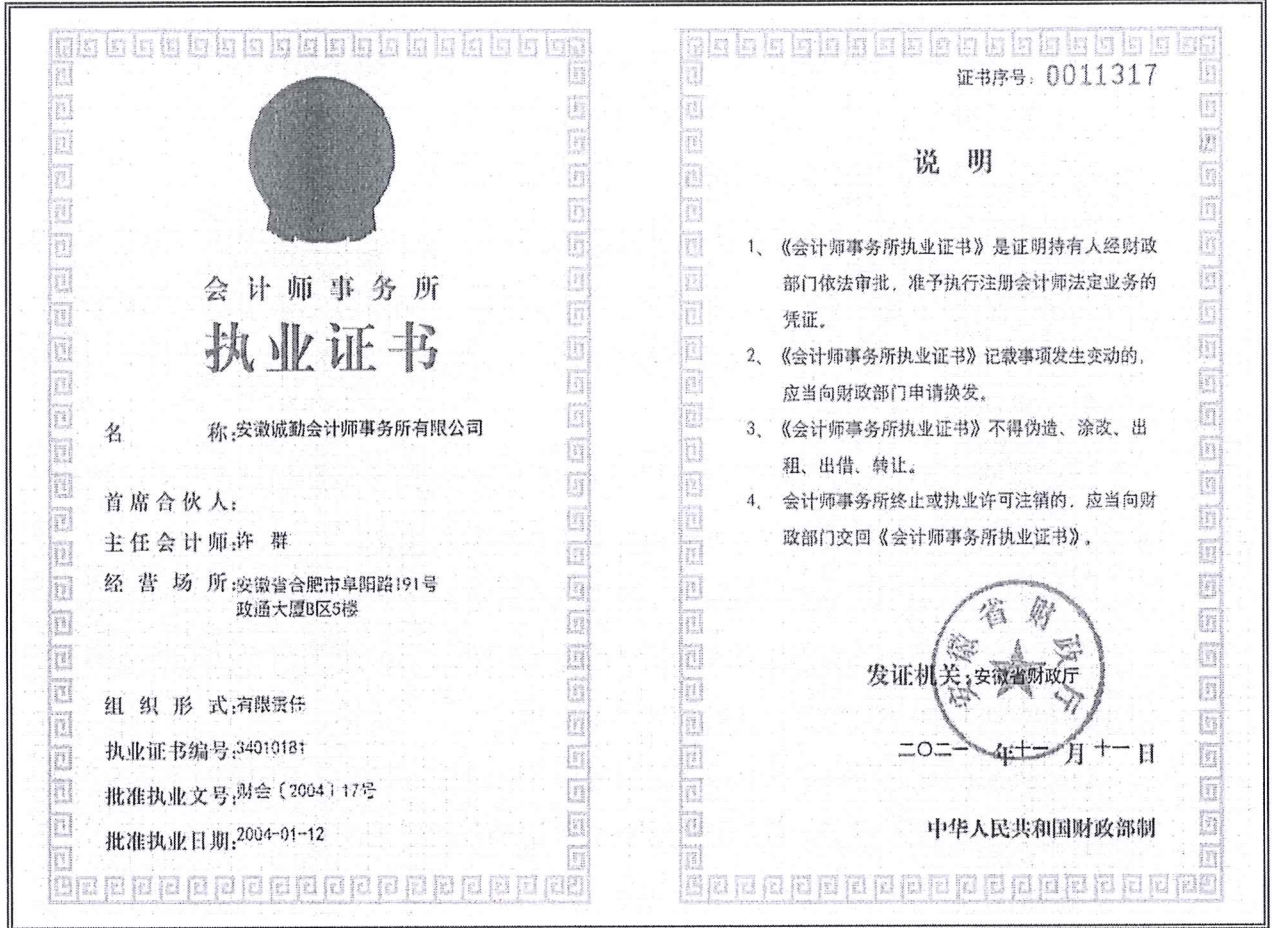 会计师事务所
执业证书
名 称:安徽诚勤会计师事务所有限公司
首席合伙人:
主任会计师:许 群
经营场所:安徽省合肥市阜阳路191号
政通大厦B区5楼
组织形式:有限责任
执业证书编号:34010181
批准执业文号:财会〔2004〕17号
批准执业日期:2004-01-12
证书序号:0011317
说 明
1、《会计师事务所执业证书》是证明持有人经财政
部门依法审批,准予执行注册会计师法定业务的
凭证。
2、《会计师事务所执业证书》记载事项发生变动的,
应当向财政部门申请换发。
3、《会计师事务所执业证书》不得伪造、涂改、出
租、出借、转让。
4、会计师事务所终止或执业许可注销的,应当向财
政部门交回《会计师事务所执业证书》。
安徽省财政厅
发证机关:安徽省财政厅
二〇二一年十一月十一日
中华人民共和国财政部制